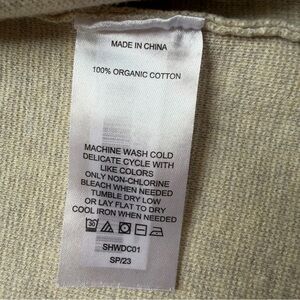 MADE IN CHINA
100% ORGANIC COTTON
MACHINE WASH COLD
DELICATE CYCLE WITH
LIKE COLORS
ONLY NON-CHLORINE
BLEACH WHEN NEEDED
TUMBLE DRY LOW
OR LAY FLAT TO DRY
COOL IRON WHEN NEEDED
30
SHWDC01
SP/23